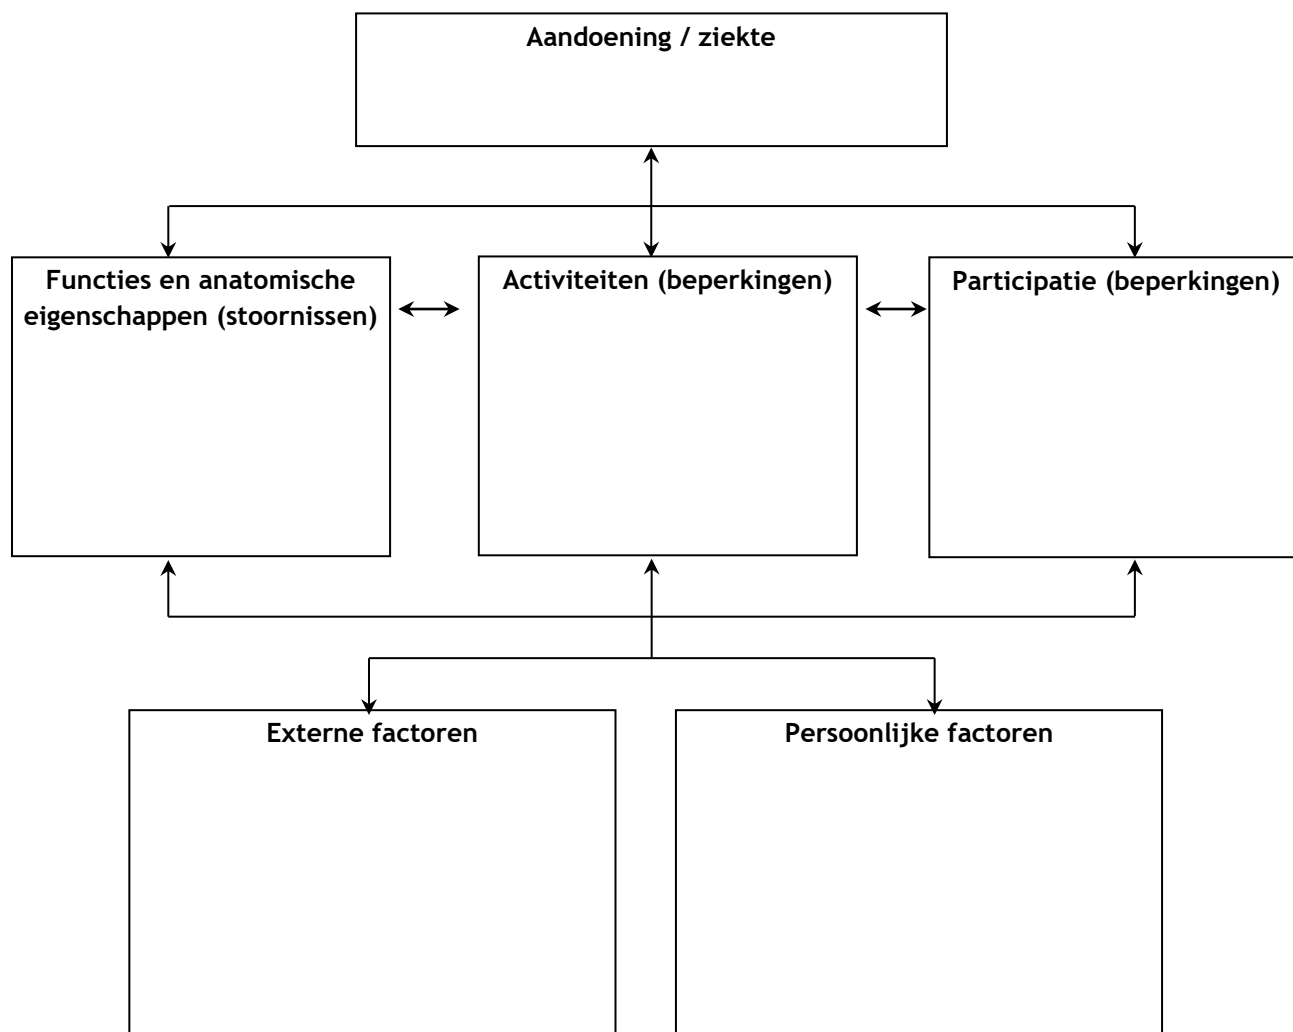 Aandoening / ziekte
Functies en anatomische
eigenschappen (stoornissen)
Activiteiten (beperkingen)
Participatie (beperkingen)
Externe factoren
Persoonlijke factoren